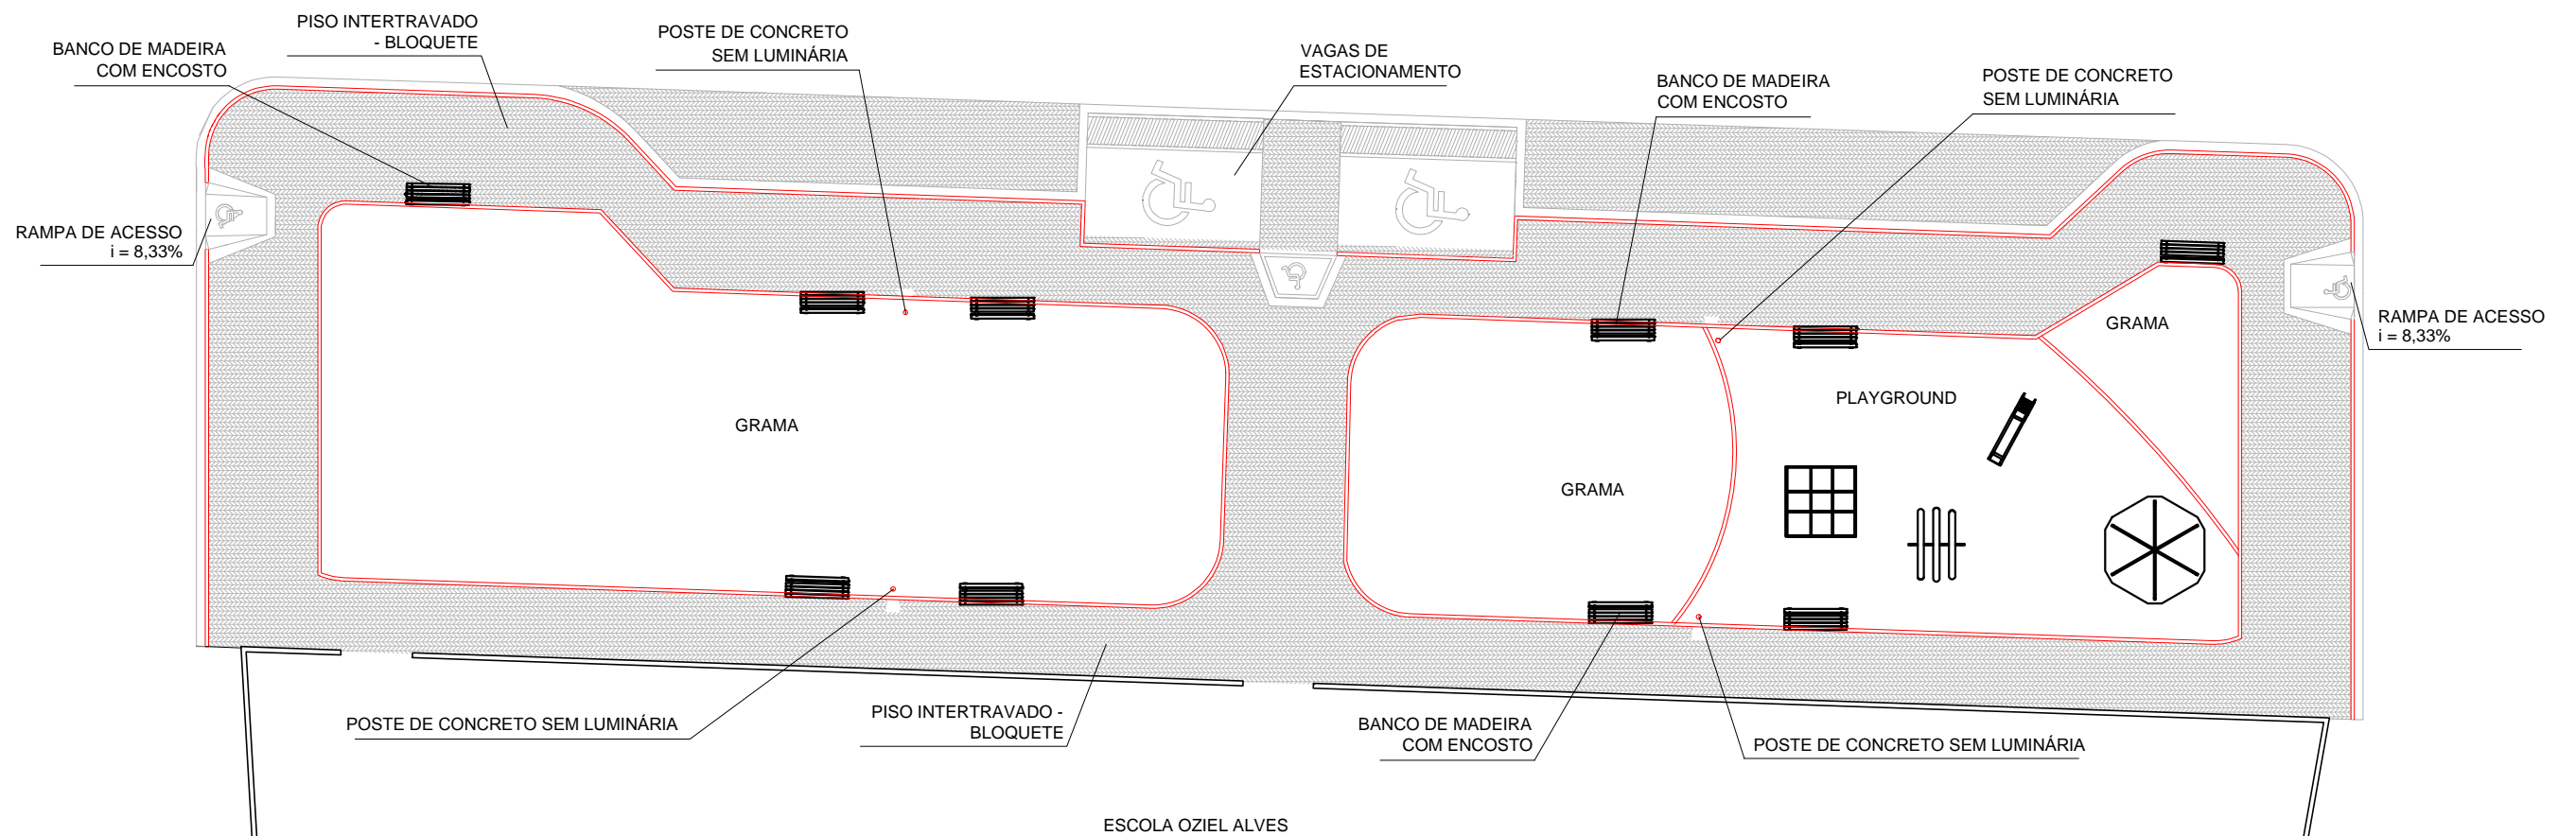 PISO INTERTRAVADO
- BLOQUETE
BANCO DE MADEIRA
COM ENCOSTO
POSTE DE CONCRETO
SEM LUMINÁRIA
VAGAS DE
ESTACIONAMENTO
BANCO DE MADEIRA
COM ENCOSTO
POSTE DE CONCRETO
SEM LUMINÁRIA
RAMPA DE ACESSO
i = 8,33%
RAMPA DE ACESSO
i = 8,33%
GRAMA
PLAYGROUND
GRAMA
GRAMA
POSTE DE CONCRETO SEM LUMINÁRIA
PISO INTERTRAVADO -
BLOQUETE
BANCO DE MADEIRA
COM ENCOSTO
POSTE DE CONCRETO SEM LUMINÁRIA
ESCOLA OZIEL ALVES